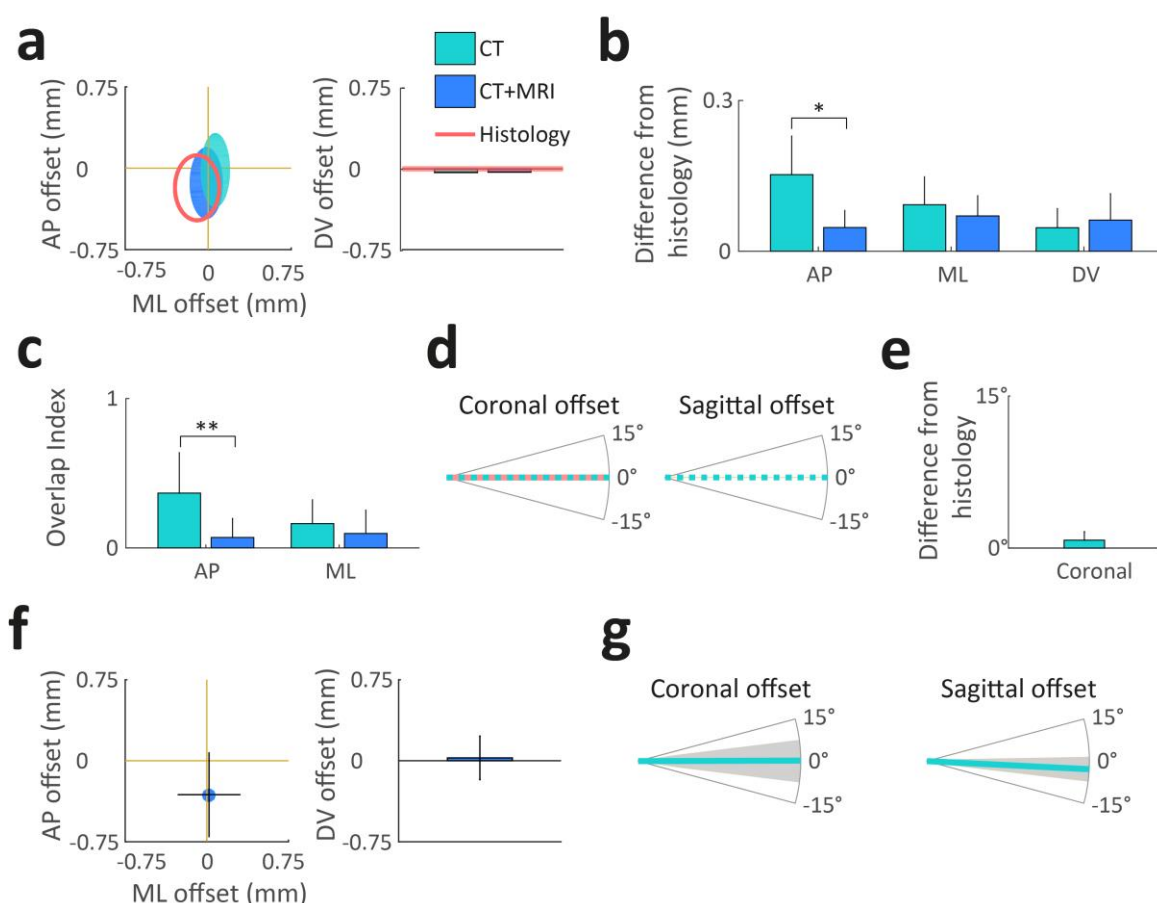 a
CT
CT+MRI
Histology
AP offset (mm)
0.75
0
-0.75
-0.75
0
0.75
ML offset (mm)
DV offset (mm)
0.75
0
-0.75
b
Difference from
histology (mm)
0.3
0
*
AP
ML
DV
c
Overlap Index
1
0
**
AP
ML
d
Coronal offset
15°
0°
-15°
Sagittal offset
15°
0°
-15°
e
Difference from
histology
15°
0°
Coronal
f
AP offset (mm)
0.75
0
-0.75
-0.75
0
0.75
ML offset (mm)
DV offset (mm)
0.75
0
-0.75
g
Coronal offset
15°
0°
-15°
Sagittal offset
15°
0°
-15°